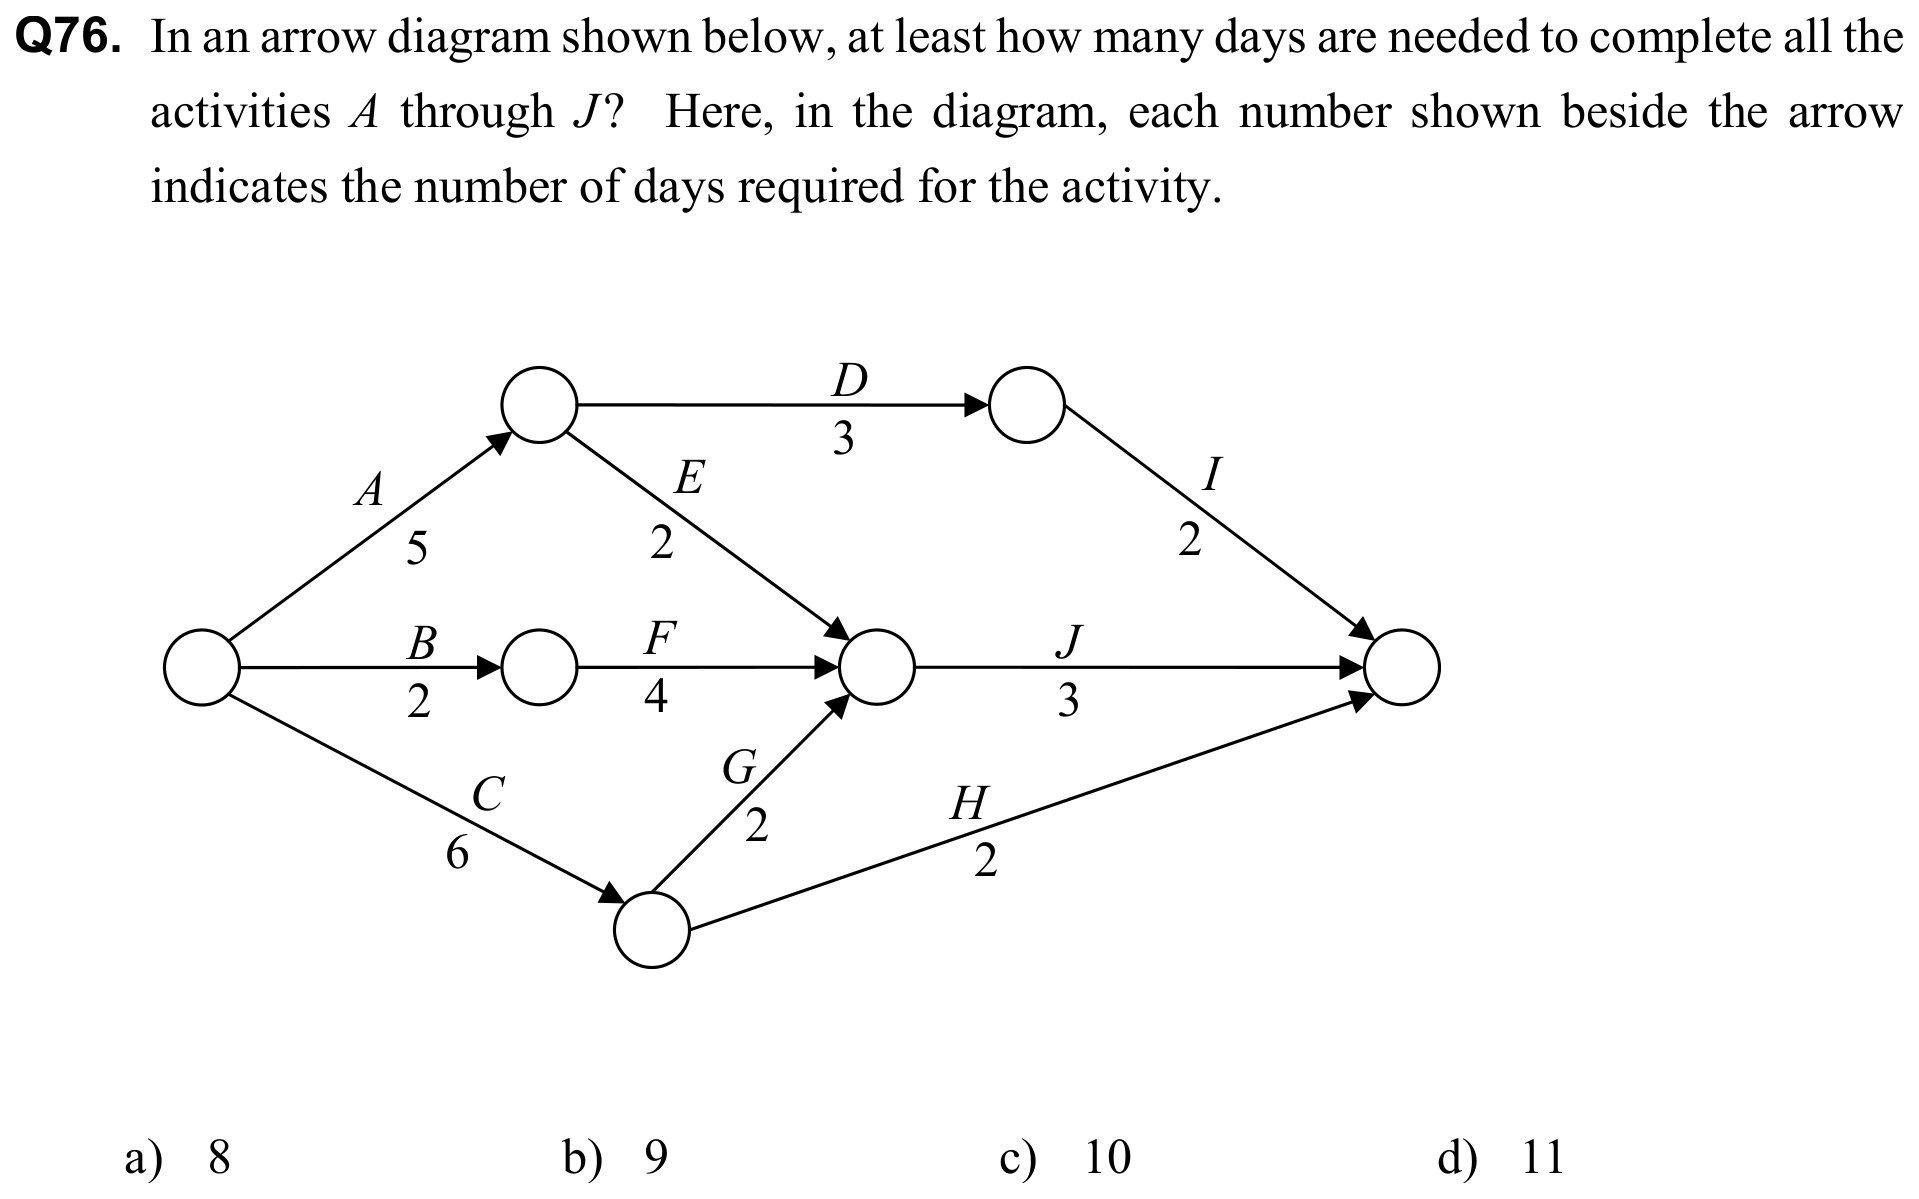 Q76. In an arrow diagram shown below, at least how many days are needed to complete all the
activities A through J? Here, in the diagram, each number shown beside the arrow
indicates the number of days required for the activity.
D
3
A
5
E
2
I
2
B
2
F
4
J
3
C
6
G
2
H
2
a) 8 b) 9 c) 10 d) 11